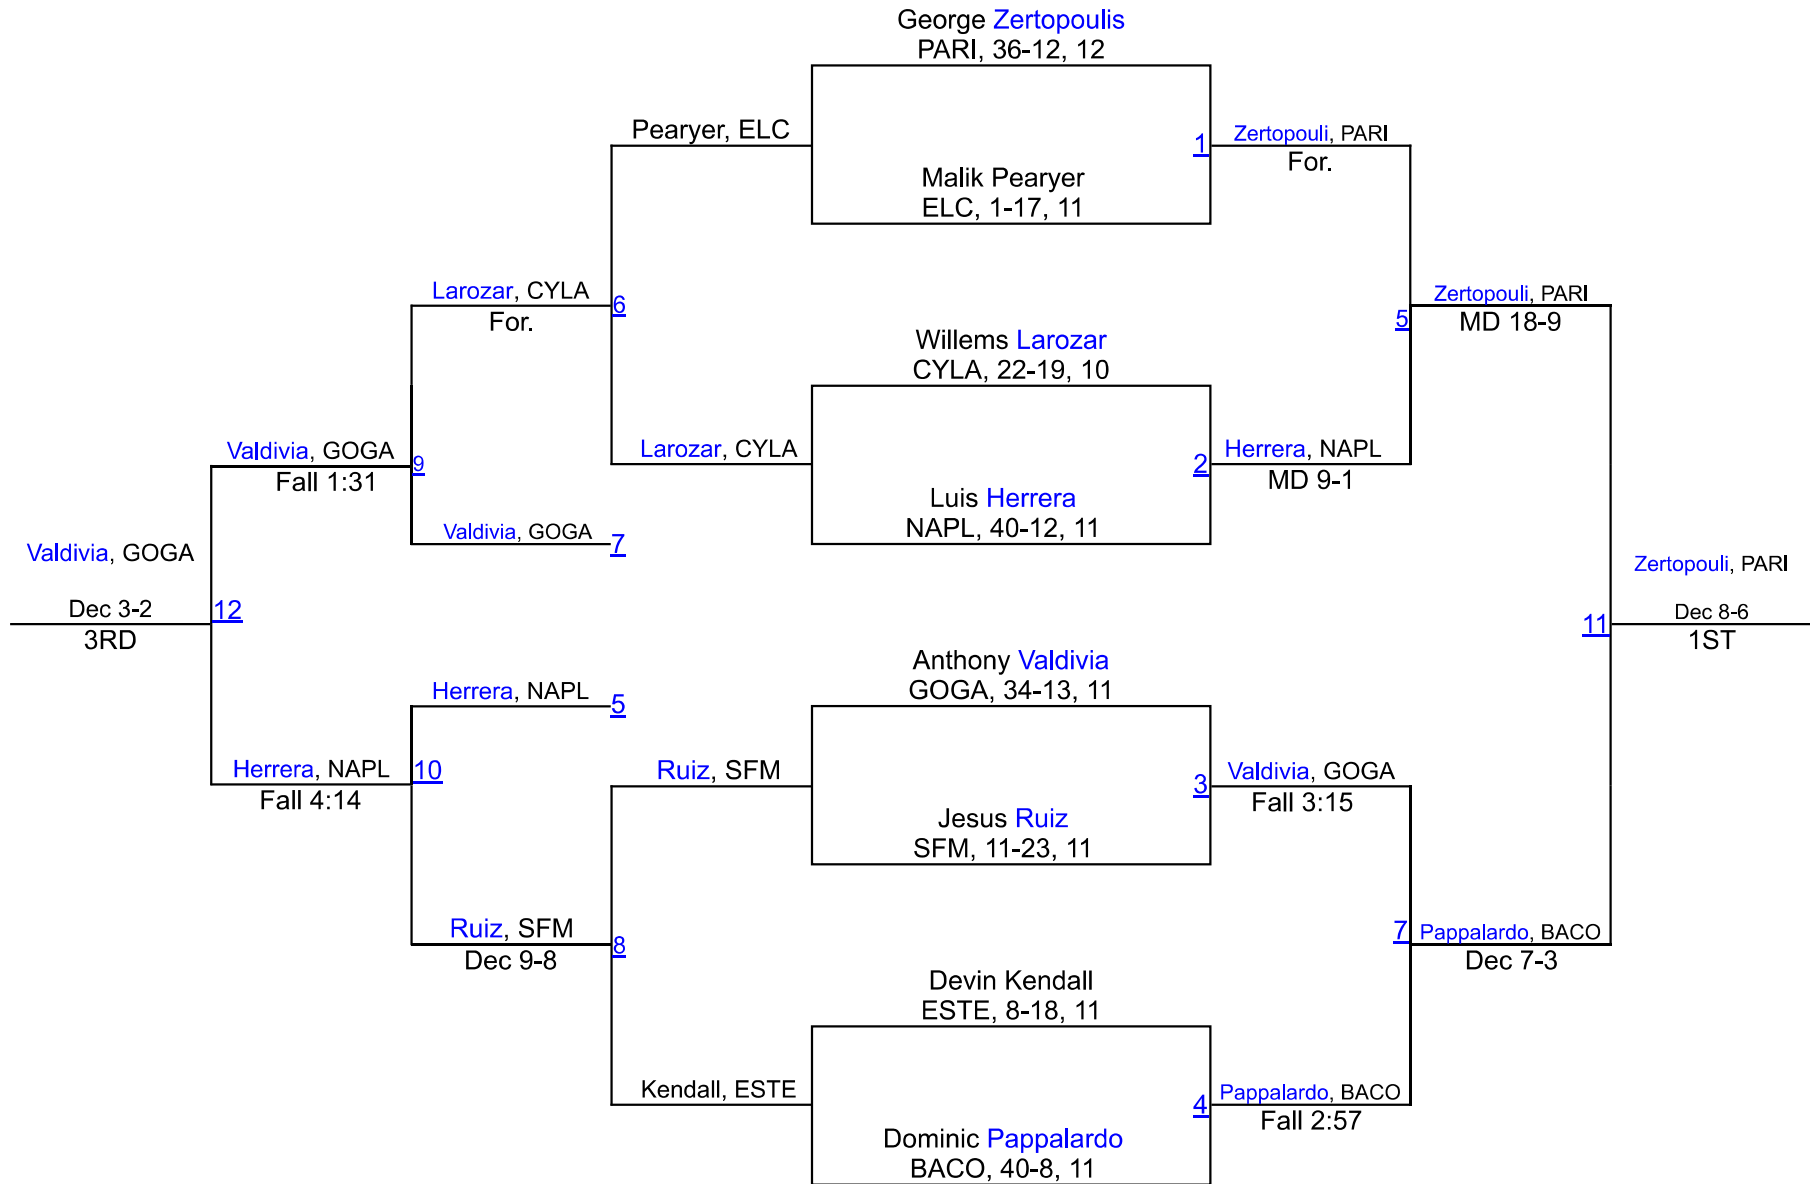 George Zertopoulis
PARI, 36-12, 12
Pearyer, ELC
1
Zertopouli, PARI
For.
Malik Pearyer
ELC, 1-17, 11
Larozar, CYLA
For.
6
Zertopouli, PARI
MD 18-9
5
Willems Larozar
CYLA, 22-19, 10
Valdivia, GOGA
Fall 1:31
9
Larozar, CYLA
2
Herrera, NAPL
MD 9-1
Luis Herrera
NAPL, 40-12, 11
Valdivia, GOGA
7
Valdivia, GOGA
Dec 3-2
3RD
12
Zertopouli, PARI
Dec 8-6
1ST
11
Anthony Valdivia
GOGA, 34-13, 11
Herrera, NAPL
5
Herrera, NAPL
Fall 4:14
10
Ruiz, SFM
3
Valdivia, GOGA
Fall 3:15
Jesus Ruiz
SFM, 11-23, 11
Ruiz, SFM
Dec 9-8
8
7
Pappalardo, BACO
Dec 7-3
Devin Kendall
ESTE, 8-18, 11
Kendall, ESTE
4
Pappalardo, BACO
Fall 2:57
Dominic Pappalardo
BACO, 40-8, 11